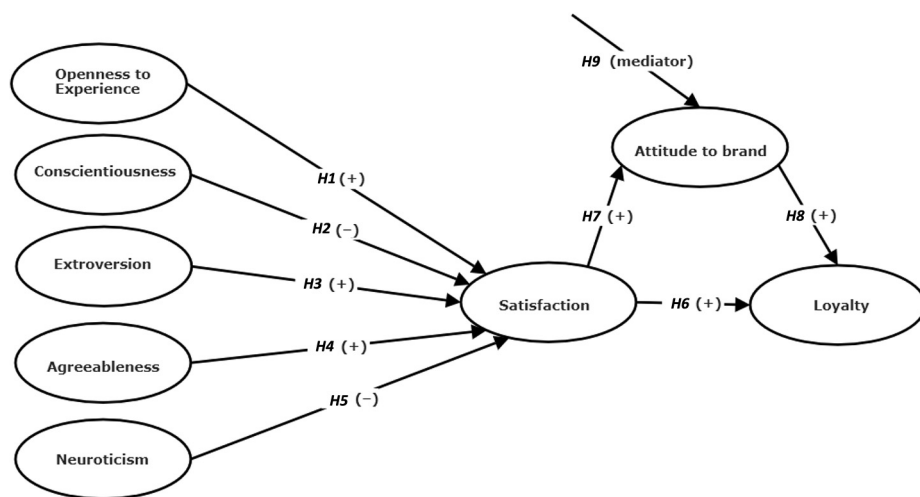 Openness to
Experience
Conscientiousness
Extroversion
Agreeableness
Neuroticism
H1 (+)
H2 (−)
H3 (+)
H4 (+)
H5 (−)
Satisfaction
H9 (mediator)
Attitude to brand
H7 (+)
H8 (+)
H6 (+)
Loyalty